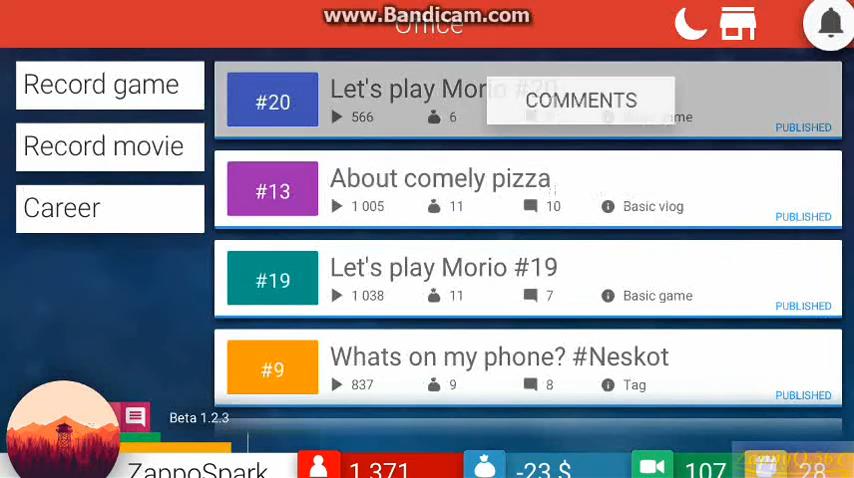 www.Bandicam.com
Office
Record game
Record movie
Career
#20
Let's play Morio #20
566
6
COMMENTS
PUBLISHED
#13
About comely pizza
1 005
11
10
Basic vlog
PUBLISHED
#19
Let's play Morio #19
1 038
11
7
Basic game
PUBLISHED
#9
Whats on my phone? #Neskot
837
9
8
Tag
PUBLISHED
Beta 1.2.3
ZappoSpark
1 371
-23 $
107
28